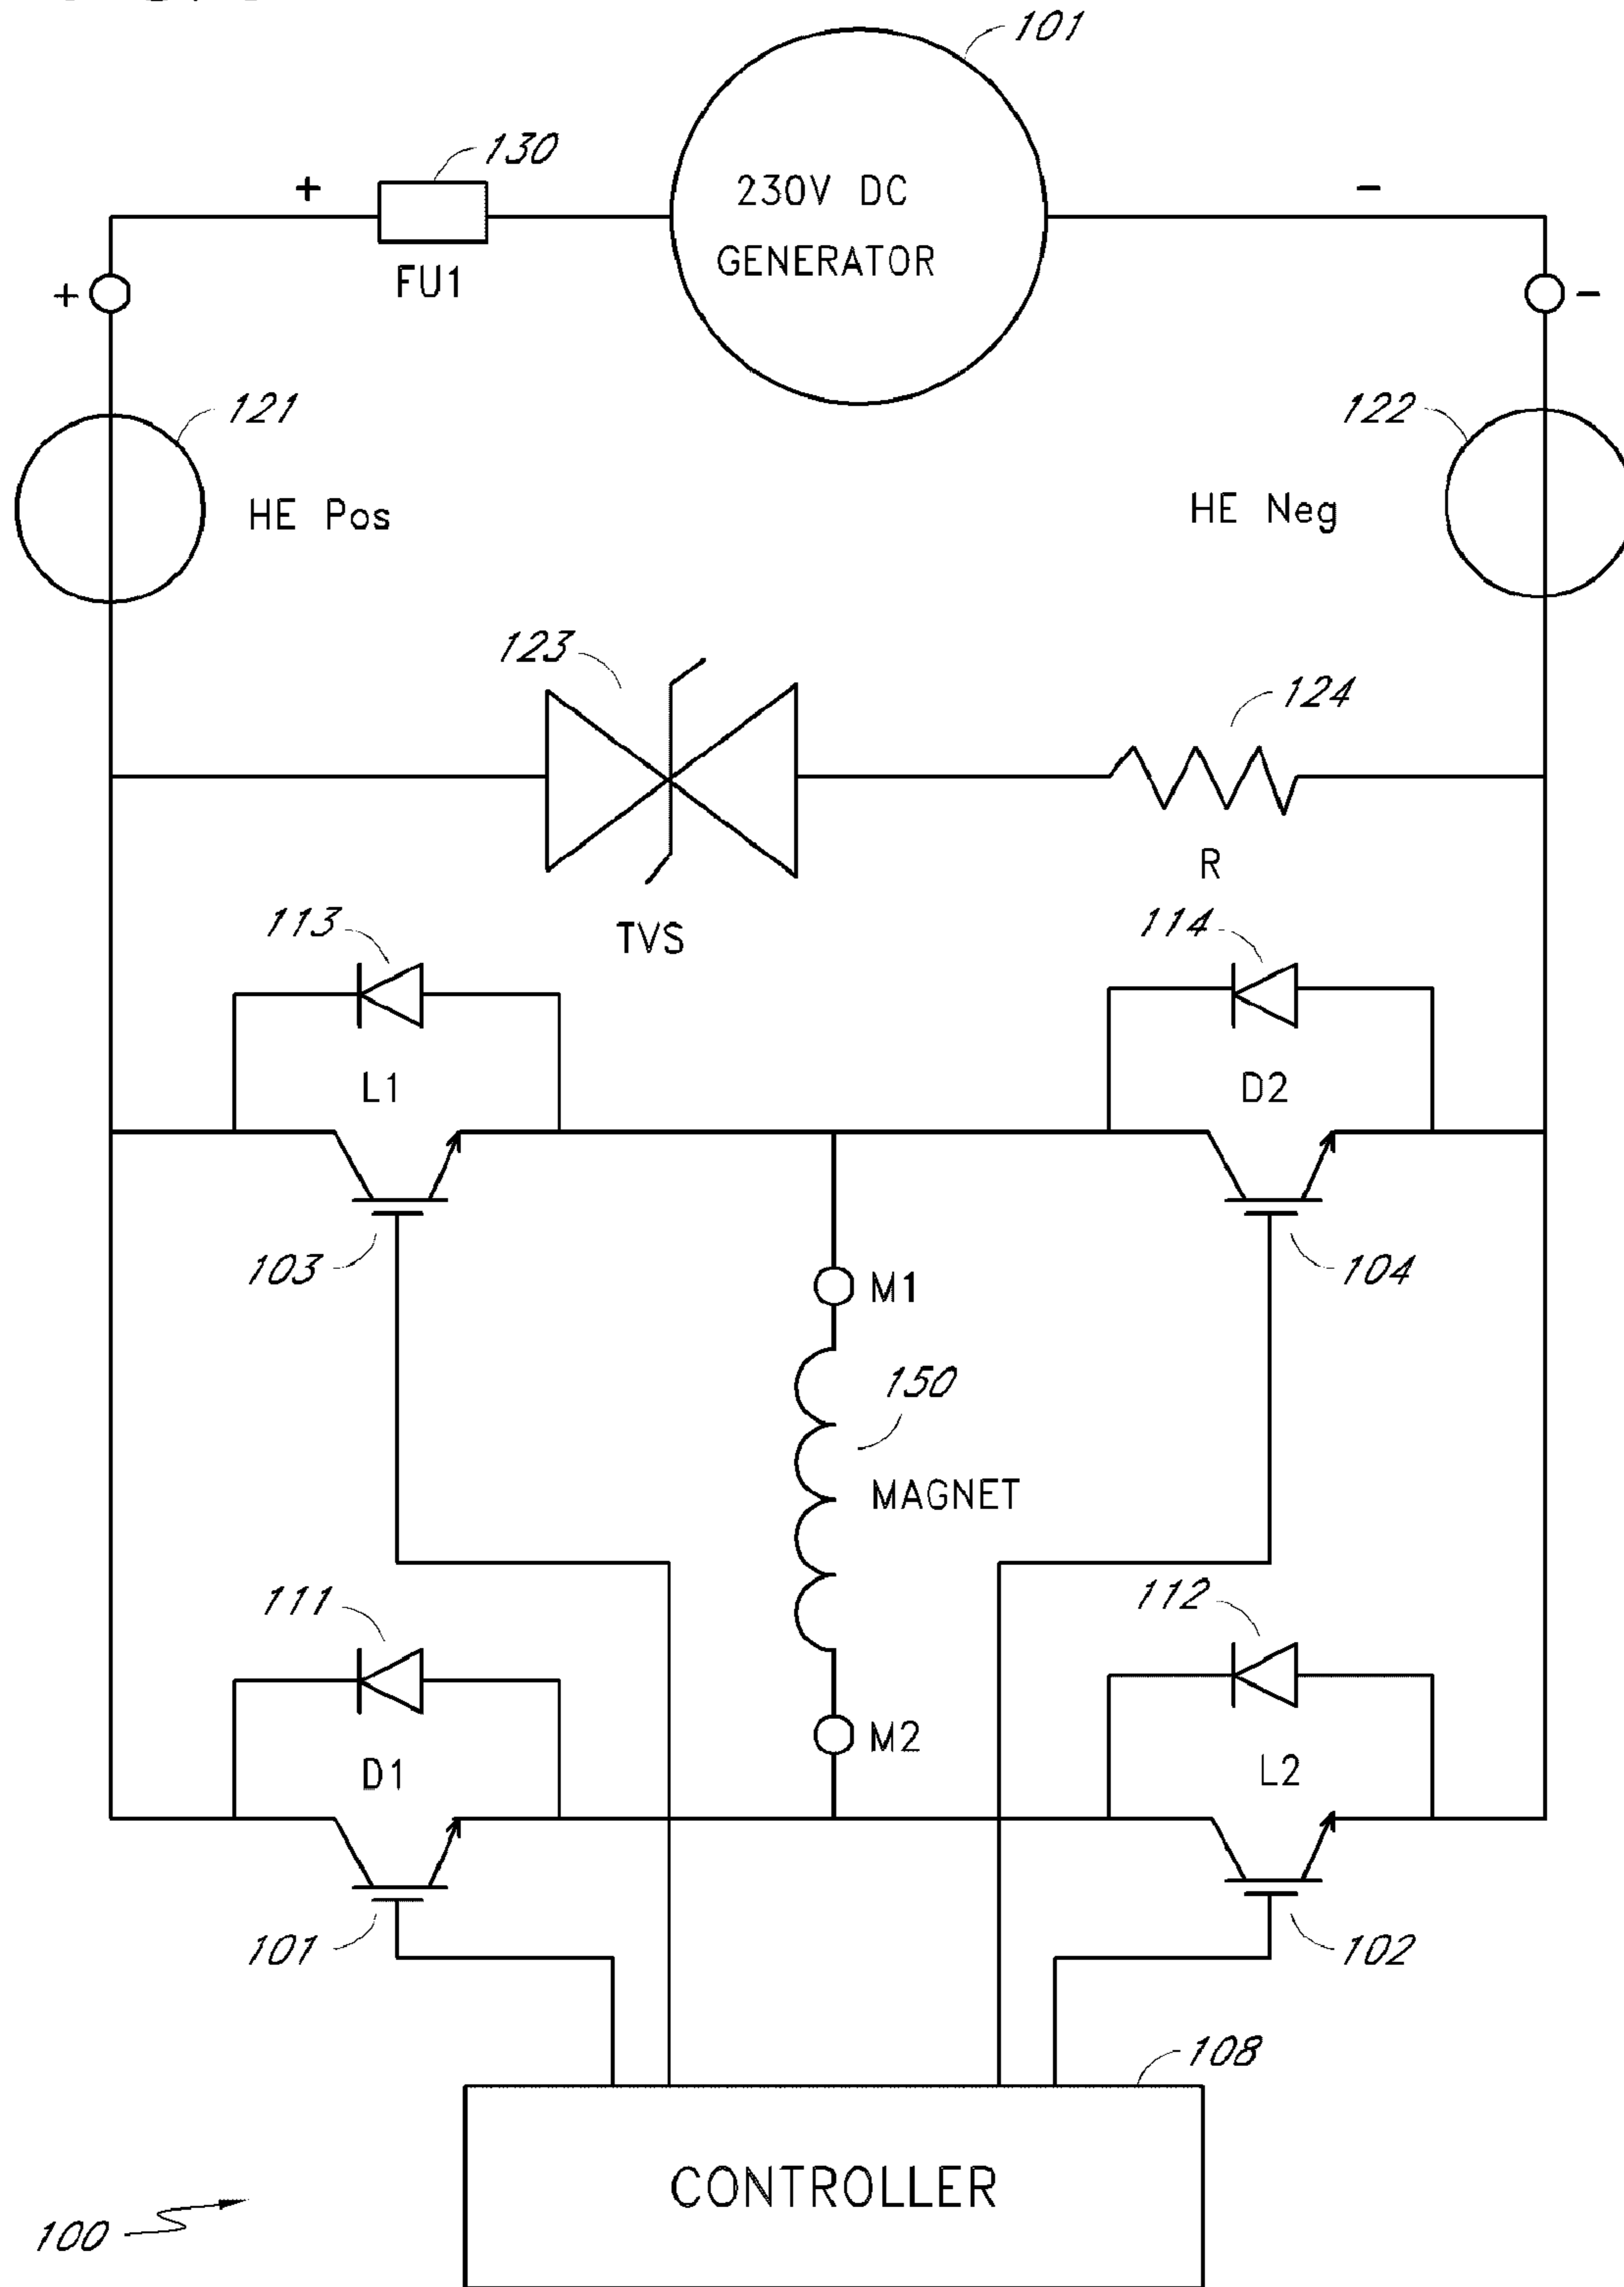 101
130
+
-
230V DC
GENERATOR
FU1
+
-
121
122
HE Pos
HE Neg
123
124
R
TVS
113
114
L1
D2
103
104
M1
150
MAGNET
111
112
M2
D1
L2
101
102
108
CONTROLLER
100